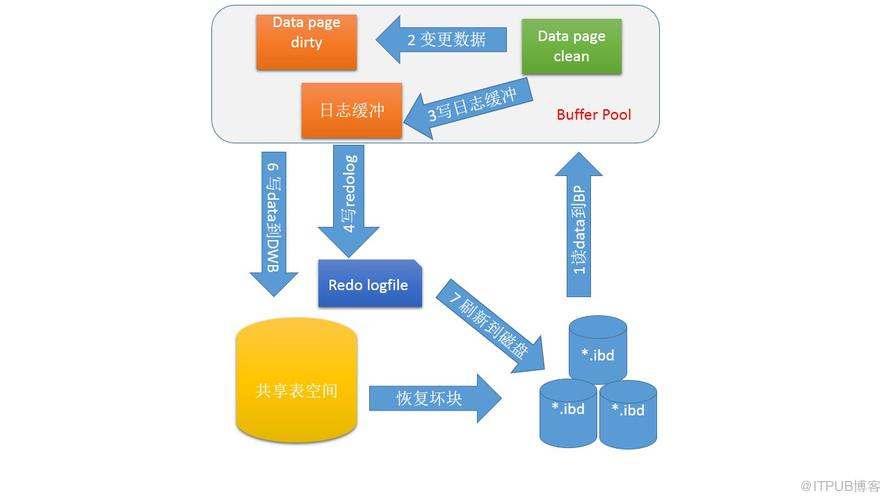 Data page
dirty
2 变更数据
Data page
clean
日志缓冲
3写日志缓冲
Buffer Pool
6 写data到DWB
4写redolog
1读data到BP
Redo logfile
7 刷新到磁盘
*.ibd
共享表空间
恢复坏块
*.ibd
*.ibd
@ITPUB博客